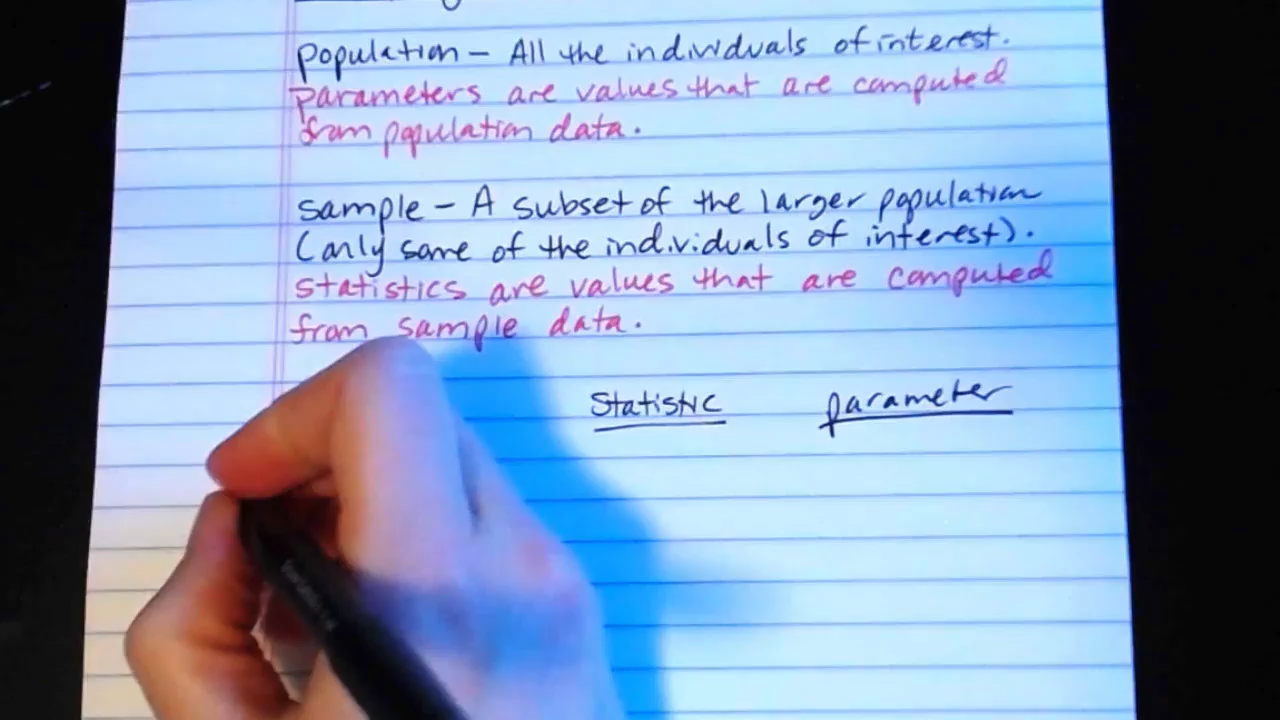 population - All the individuals of interest.
parameters are values that are computed
from population data.
sample - A subset of the larger population
(only some of the individuals of interest).
statistics are values that are computed
from sample data.
Statistic parameter